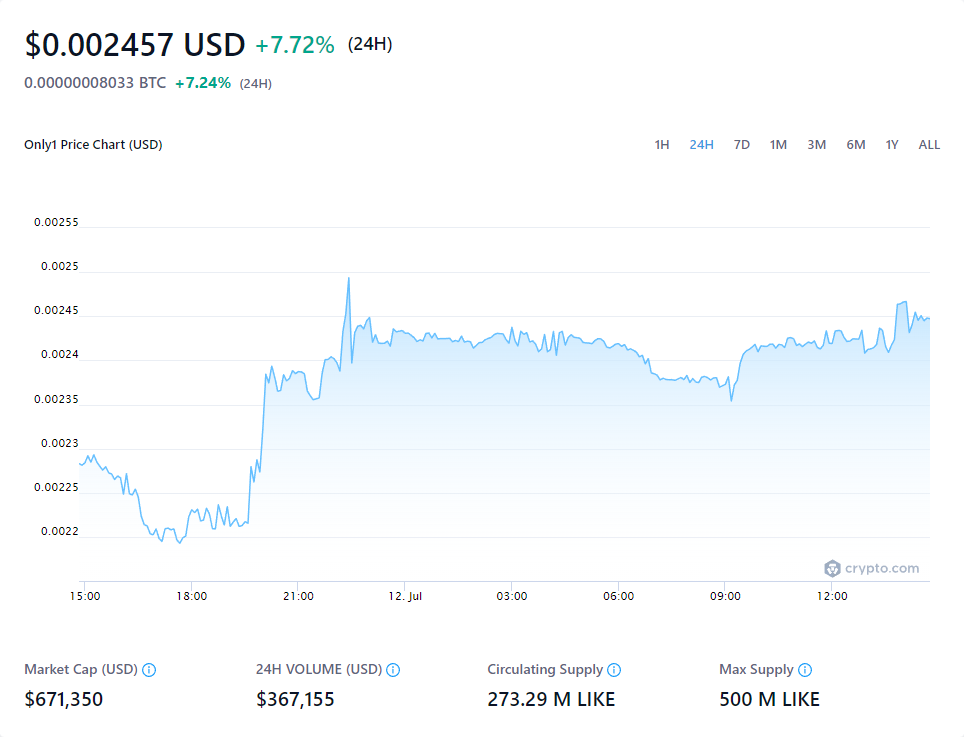 $0.002457 USD +7.72% (24H)
0.00000008033 BTC +7.24% (24H)
Only1 Price Chart (USD) 1H 24H 7D 1M 3M 6M 1Y ALL
0.00255
0.0025
0.00245
0.0024
0.00235
0.0023
0.00225
0.0022
crypto.com
15:00 18:00 21:00 12. Jul 03:00 06:00 09:00 12:00
Market Cap (USD) 24H VOLUME (USD) Circulating Supply Max Supply
$671,350 $367,155 273.29 M LIKE 500 M LIKE